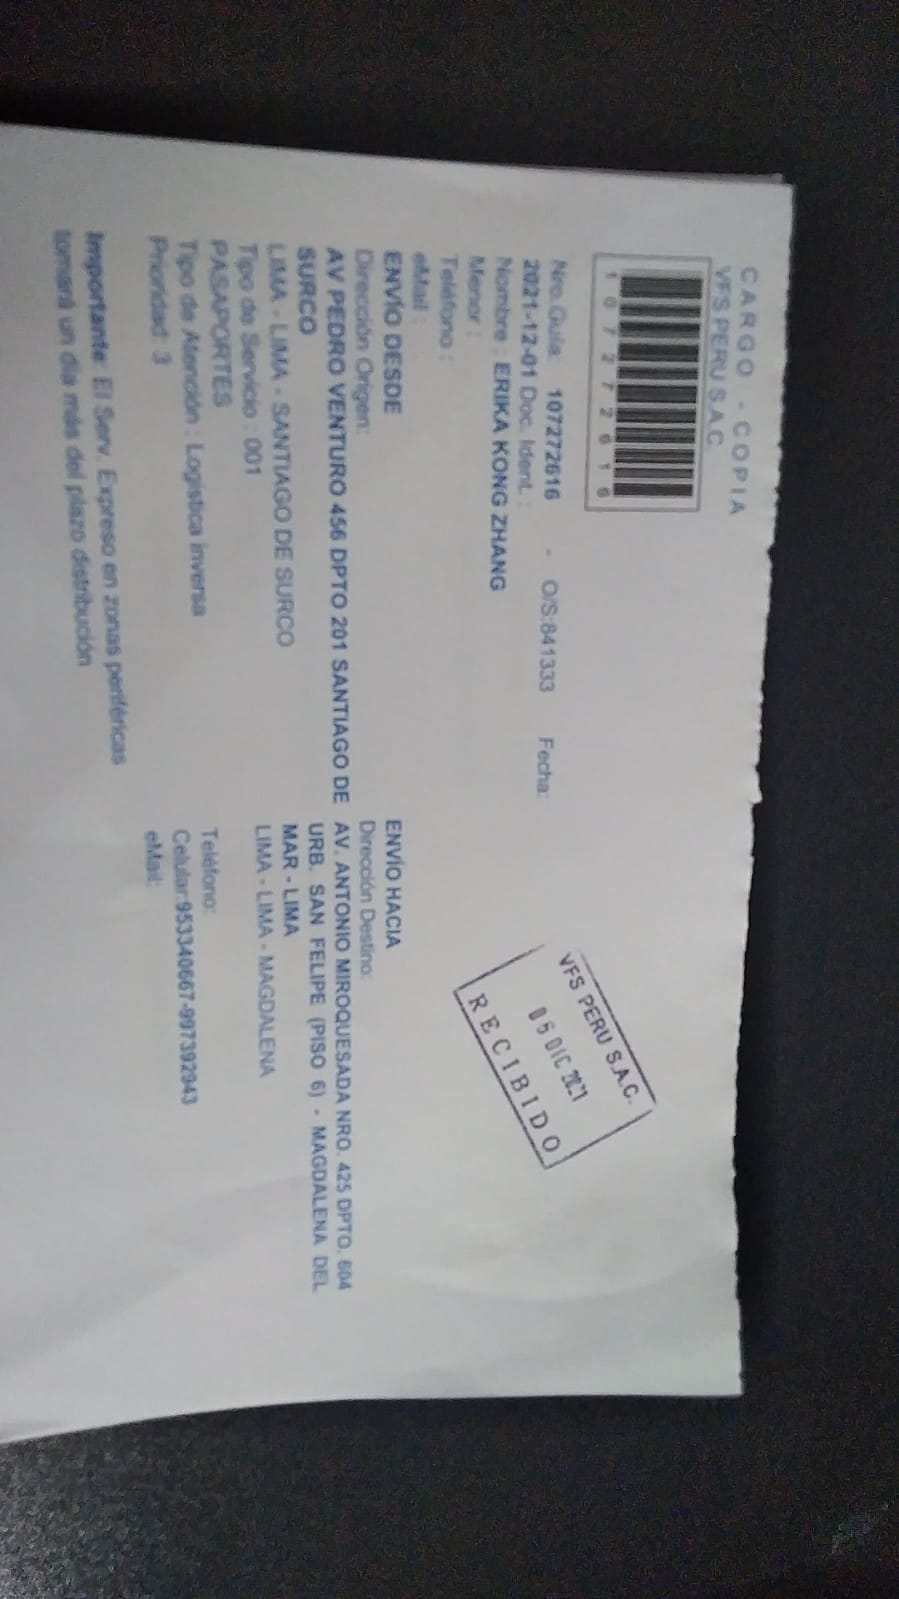 CARGO - COPIA
VFS PERU S.A.C.
107272616
Nro.Guía: 107272616 - O/S:841333 Fecha:
2021-12-01 Doc. Ident. :
Nombre : ERIKA KONG ZHANG
Menor :
Teléfono :
eMail :
ENVÍO DESDE
Dirección Origen:
AV PEDRO VENTURO 456 DPTO 201 SANTIAGO DE
SURCO
LIMA - LIMA - SANTIAGO DE SURCO
Tipo de Servicio : 001
PASAPORTES
Tipo de Atención : Logistica inversa
Prioridad: 3
Importante: El Serv. Expreso en zonas periféricas
tomará un día más del plazo distribución
VFS PERU S.A.C.
06 DIC 2021
RECIBIDO
ENVÍO HACIA
Dirección Destino:
AV. ANTONIO MIROQUESADA NRO. 425 DPTO. 604
URB. SAN FELIPE (PISO 6) - MAGDALENA DEL
MAR - LIMA
LIMA - LIMA - MAGDALENA
Teléfono:
Celular:953340667-997392943
eMail: